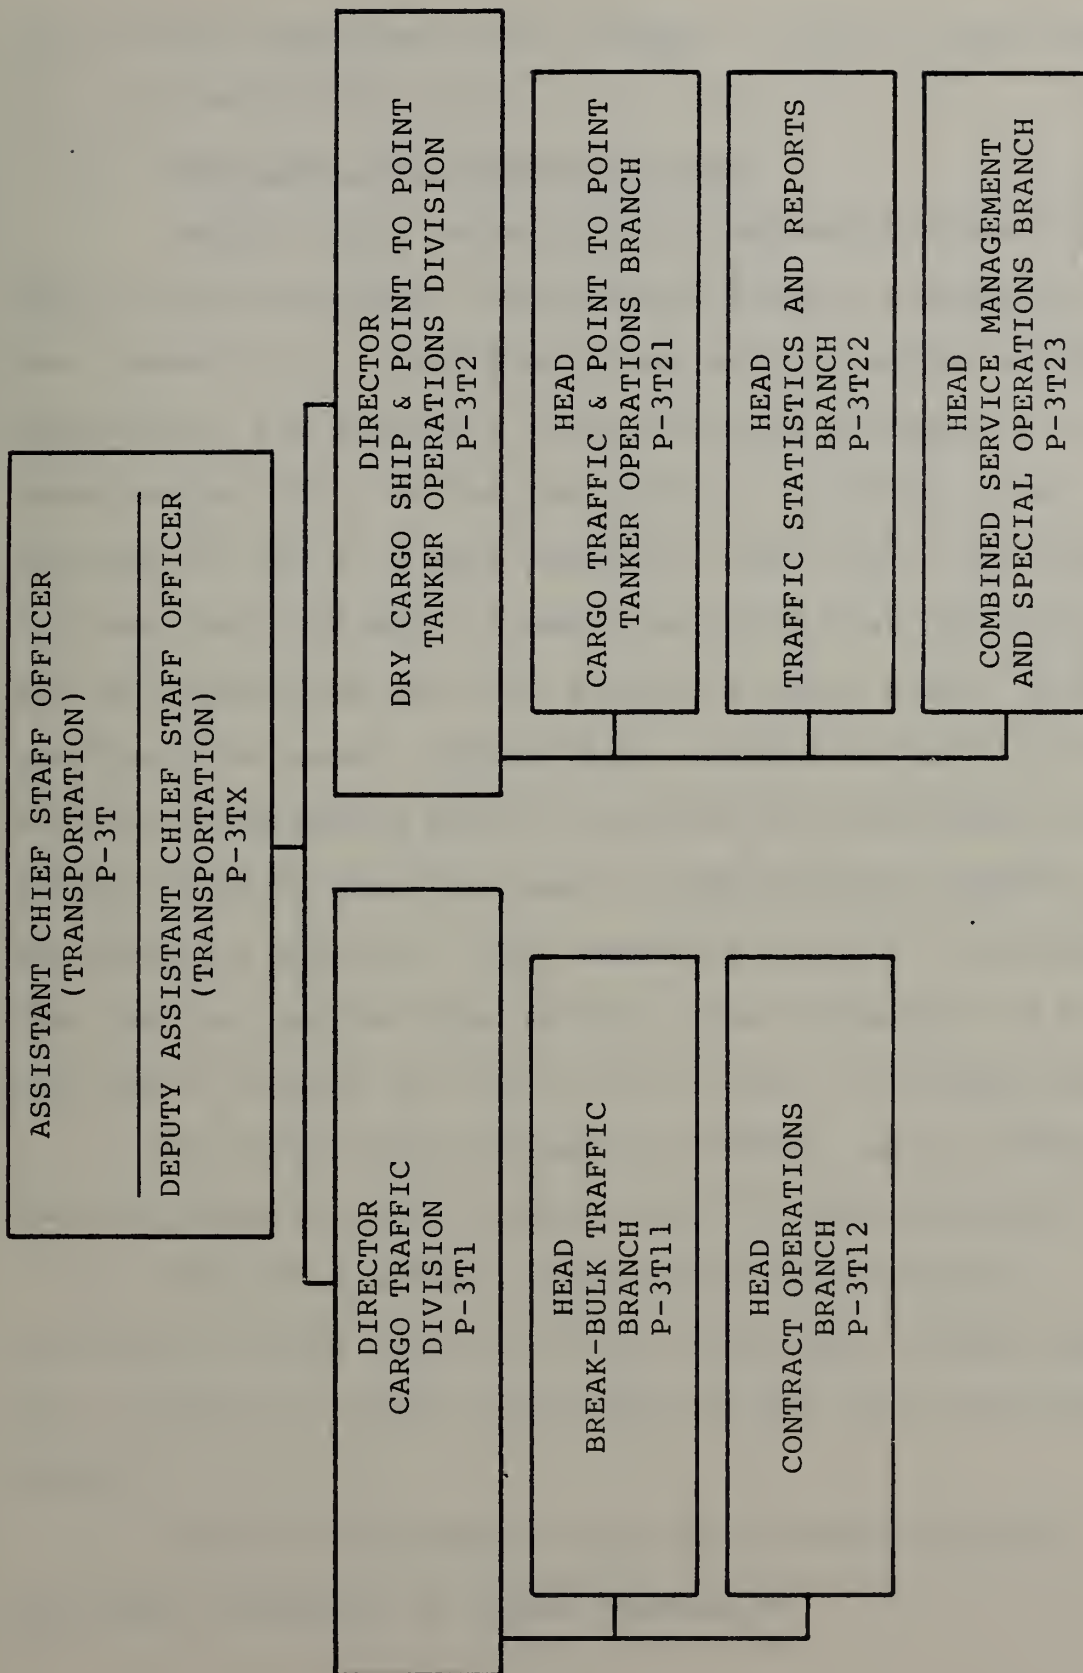 ASSISTANT CHIEF STAFF OFFICER
(TRANSPORTATION)
P-3T
DEPUTY ASSISTANT CHIEF STAFF OFFICER
(TRANSPORTATION)
P-3TX
DIRECTOR
CARGO TRAFFIC
DIVISION
P-3T1
HEAD
BREAK-BULK TRAFFIC
BRANCH
P-3T11
HEAD
CONTRACT OPERATIONS
BRANCH
P-3T12
DIRECTOR
DRY CARGO SHIP & POINT TO POINT
TANKER OPERATIONS DIVISION
P-3T2
HEAD
CARGO TRAFFIC & POINT TO POINT
TANKER OPERATIONS BRANCH
P-3T21
HEAD
TRAFFIC STATISTICS AND REPORTS
BRANCH
P-3T22
HEAD
COMBINED SERVICE MANAGEMENT
AND SPECIAL OPERATIONS BRANCH
P-3T23